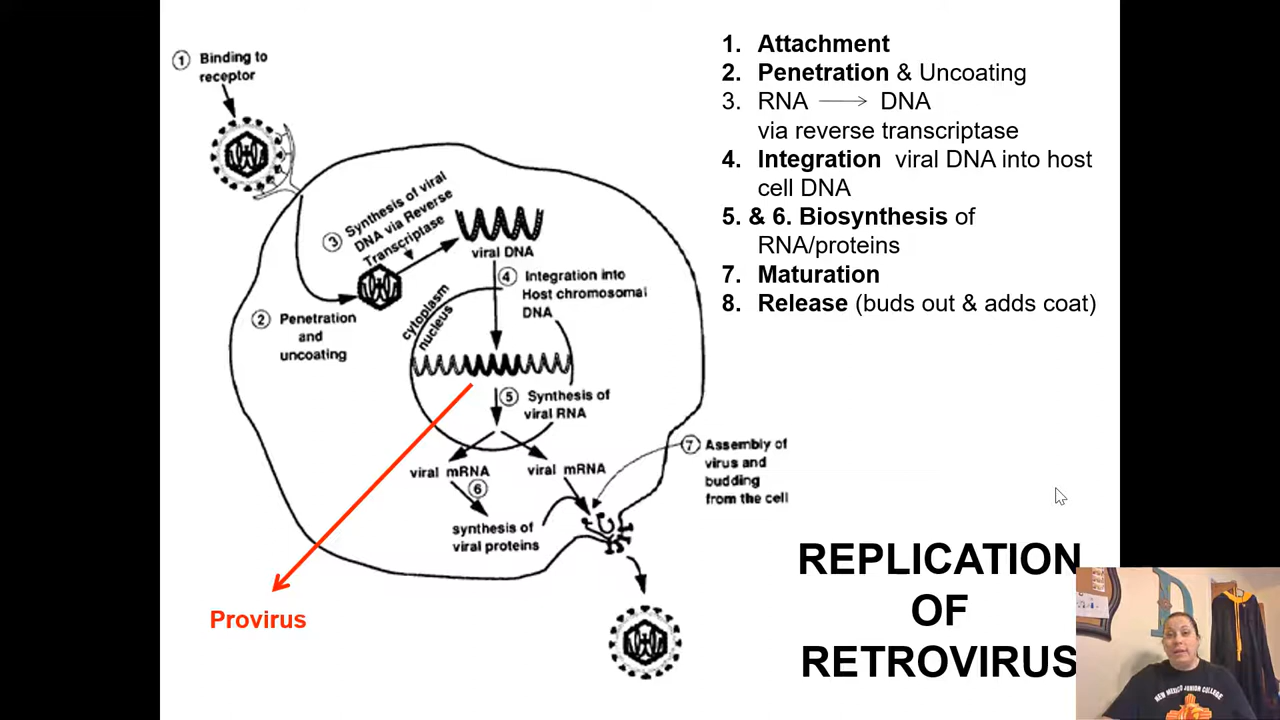 ① Binding to
receptor
③ Synthesis of viral
DNA via Reverse
Transcriptase
viral DNA
④ Integration into
Host chromosomal
DNA
② Penetration
and
uncoating
cytoplasm
nucleus
⑤ Synthesis of
viral RNA
viral mRNA
viral mRNA
⑥
synthesis of
viral proteins
⑦ Assembly of
virus and
budding
from the cell
Provirus
1. Attachment
2. Penetration & Uncoating
3. RNA → DNA
via reverse transcriptase
4. Integration viral DNA into host
cell DNA
5. & 6. Biosynthesis of
RNA/proteins
7. Maturation
8. Release (buds out & adds coat)
REPLICATION
OF
RETROVIRUS
NEW MEXICO JUNIOR COLLEGE